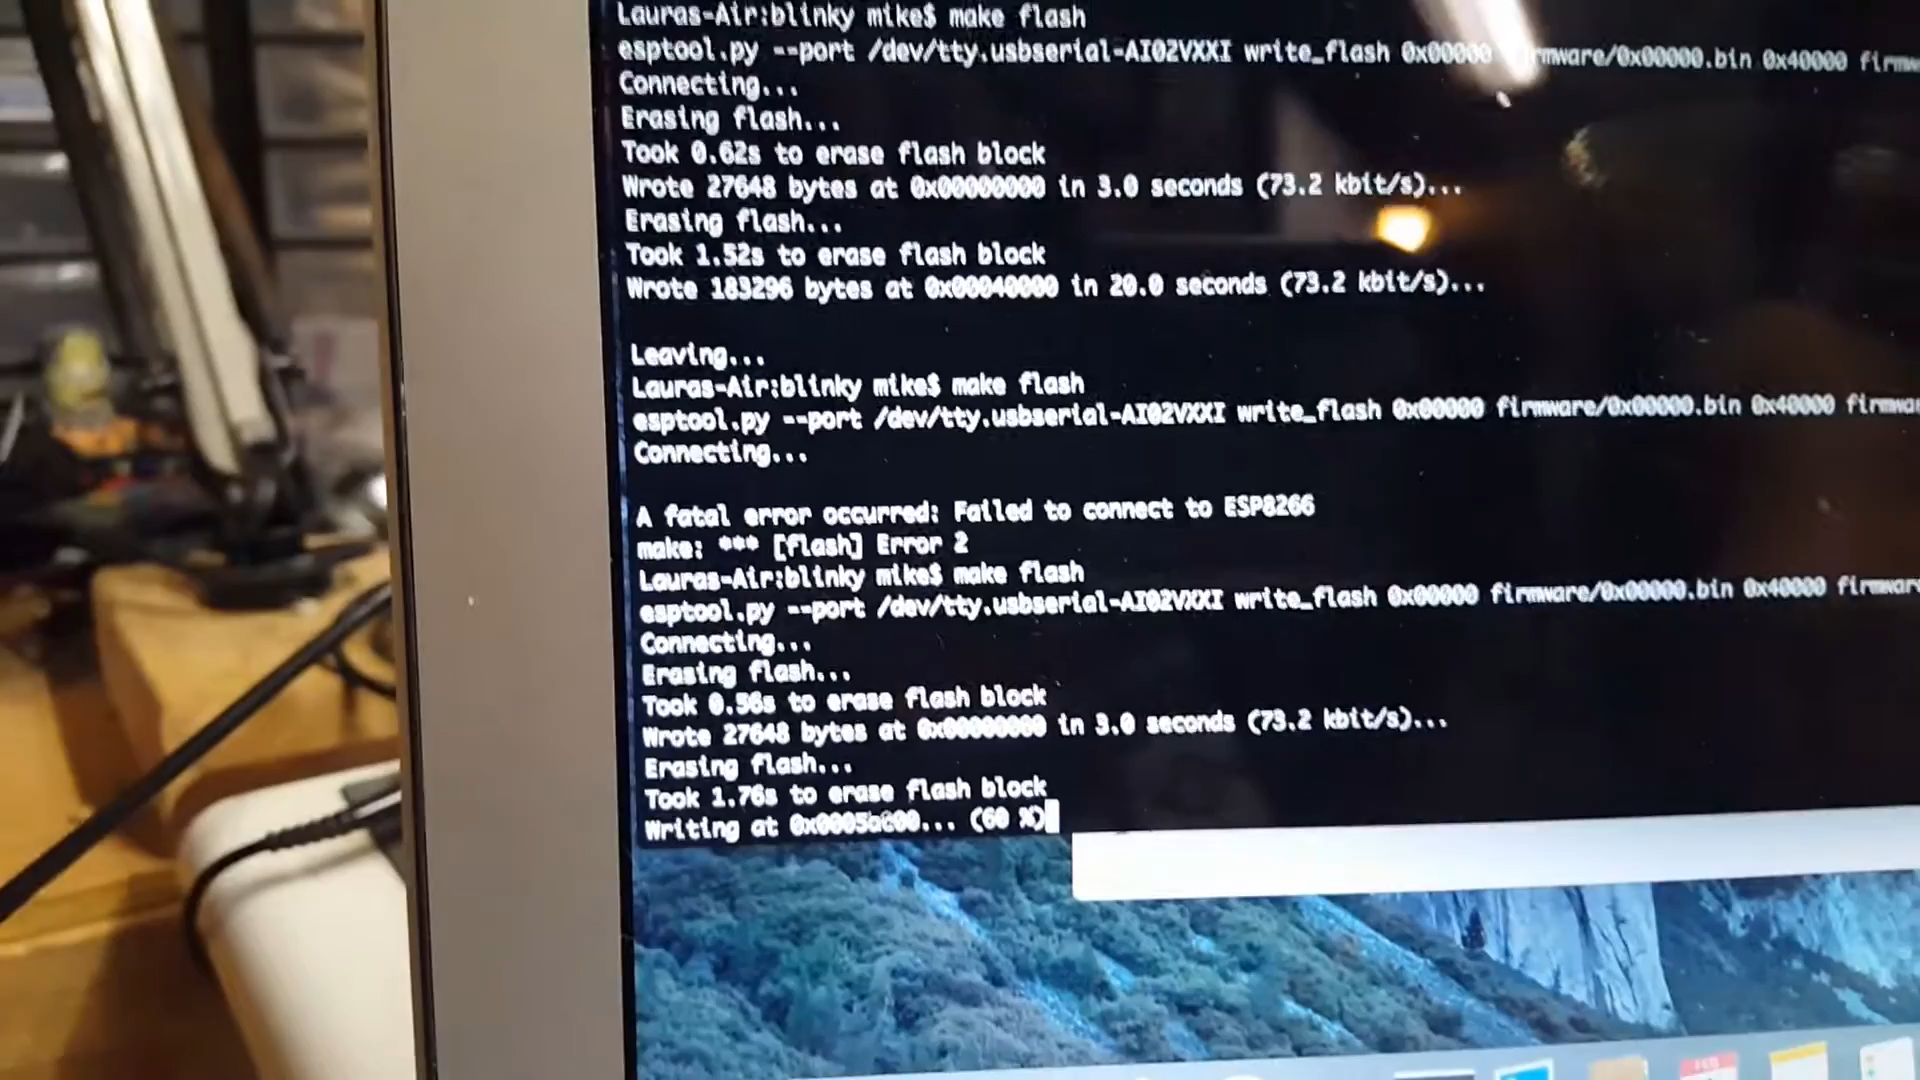 Lauras-Air:blinky mike$ make flash
esptool.py --port /dev/tty.usbserial-AI02VXXI write_flash 0x00000 rmware/0x00000.bin 0x40000 firmw
Connecting...
Erasing flash...
Took 0.62s to erase flash block
Wrote 27648 bytes at 0x00000000 in 3.0 seconds (73.2 kbit/s)...
Erasing flash...
Took 1.52s to erase flash block
Wrote 183296 bytes at 0x00040000 in 20.0 seconds (73.2 kbit/s)...
Leaving...
Lauras-Air:blinky mike$ make flash
esptool.py --port /dev/tty.usbserial-AI02VXXI write_flash 0x00000 firmware/0x00000.bin 0x40000 firmwar
Connecting...
A fatal error occurred: Failed to connect to ESP8266
make: *** [flash] Error 2
Lauras-Air:blinky mike$ make flash
esptool.py --port /dev/tty.usbserial-AI02VXXI write_flash 0x00000 firmware/0x00000.bin 0x40000 firmware
Connecting...
Erasing flash...
Took 0.56s to erase flash block
Wrote 27648 bytes at 0x00000000 in 3.0 seconds (73.2 kbit/s)...
Erasing flash...
Took 1.76s to erase flash block
Writing at ... (60 %)